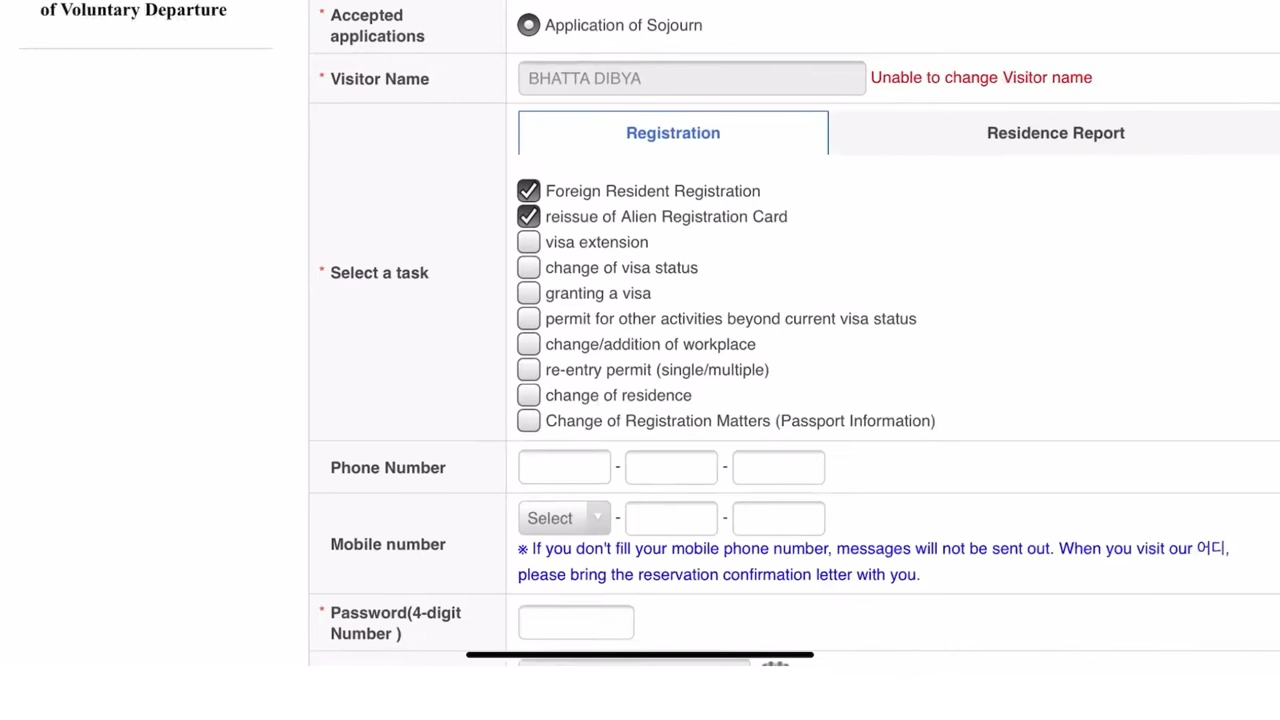 of Voluntary Departure
* Accepted
applications
Application of Sojourn
* Visitor Name
BHATTA DIBYA
Unable to change Visitor name
Registration
Residence Report
* Select a task
Foreign Resident Registration
reissue of Alien Registration Card
visa extension
change of visa status
granting a visa
permit for other activities beyond current visa status
change/addition of workplace
re-entry permit (single/multiple)
change of residence
Change of Registration Matters (Passport Information)
Phone Number
- -
Mobile number
Select - -
※ If you don't fill your mobile phone number, messages will not be sent out. When you visit our 어디,
please bring the reservation confirmation letter with you.
* Password(4-digit
Number )